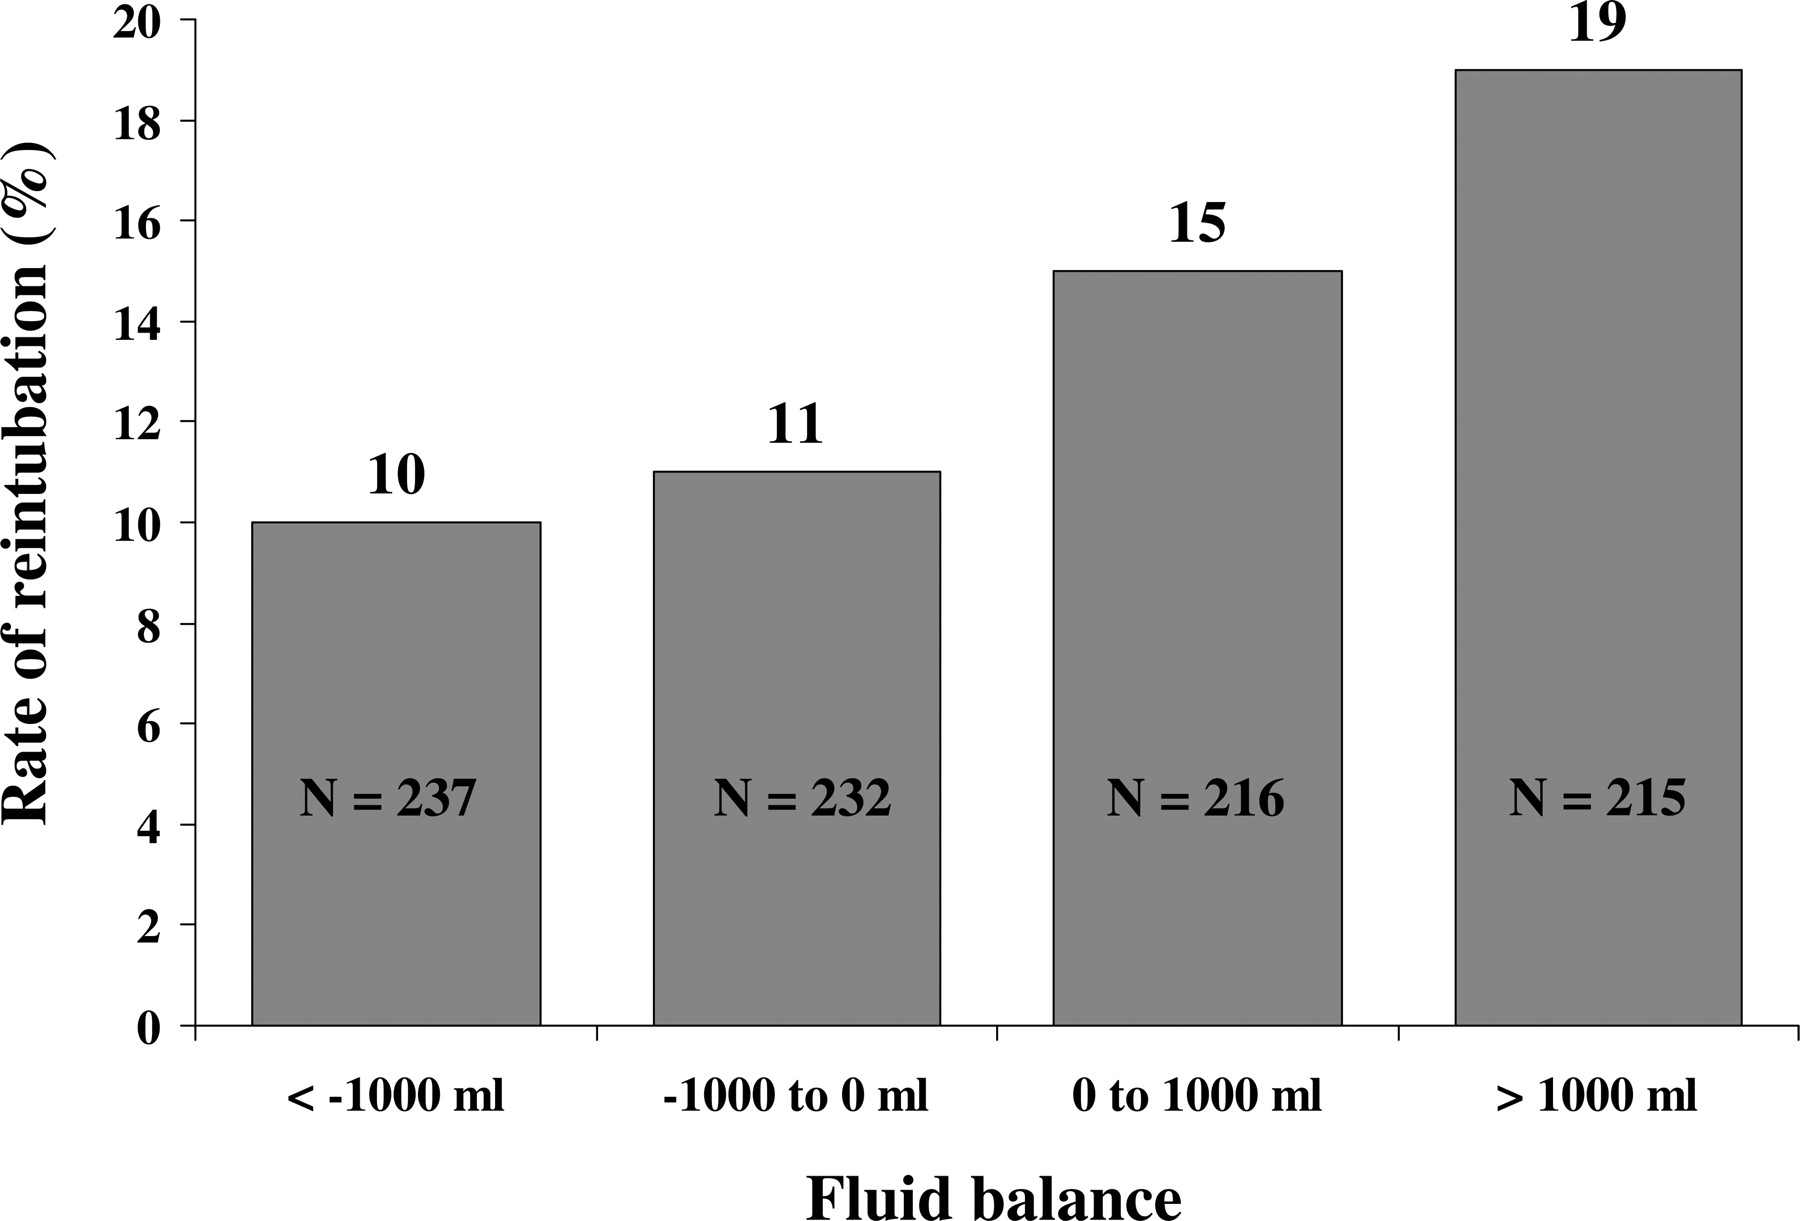 Rate of reintubation (%)
20
18
16
14
12
10
8
6
4
2
0
10
11
15
19
N = 237
N = 232
N = 216
N = 215
< -1000 ml
-1000 to 0 ml
0 to 1000 ml
> 1000 ml
Fluid balance